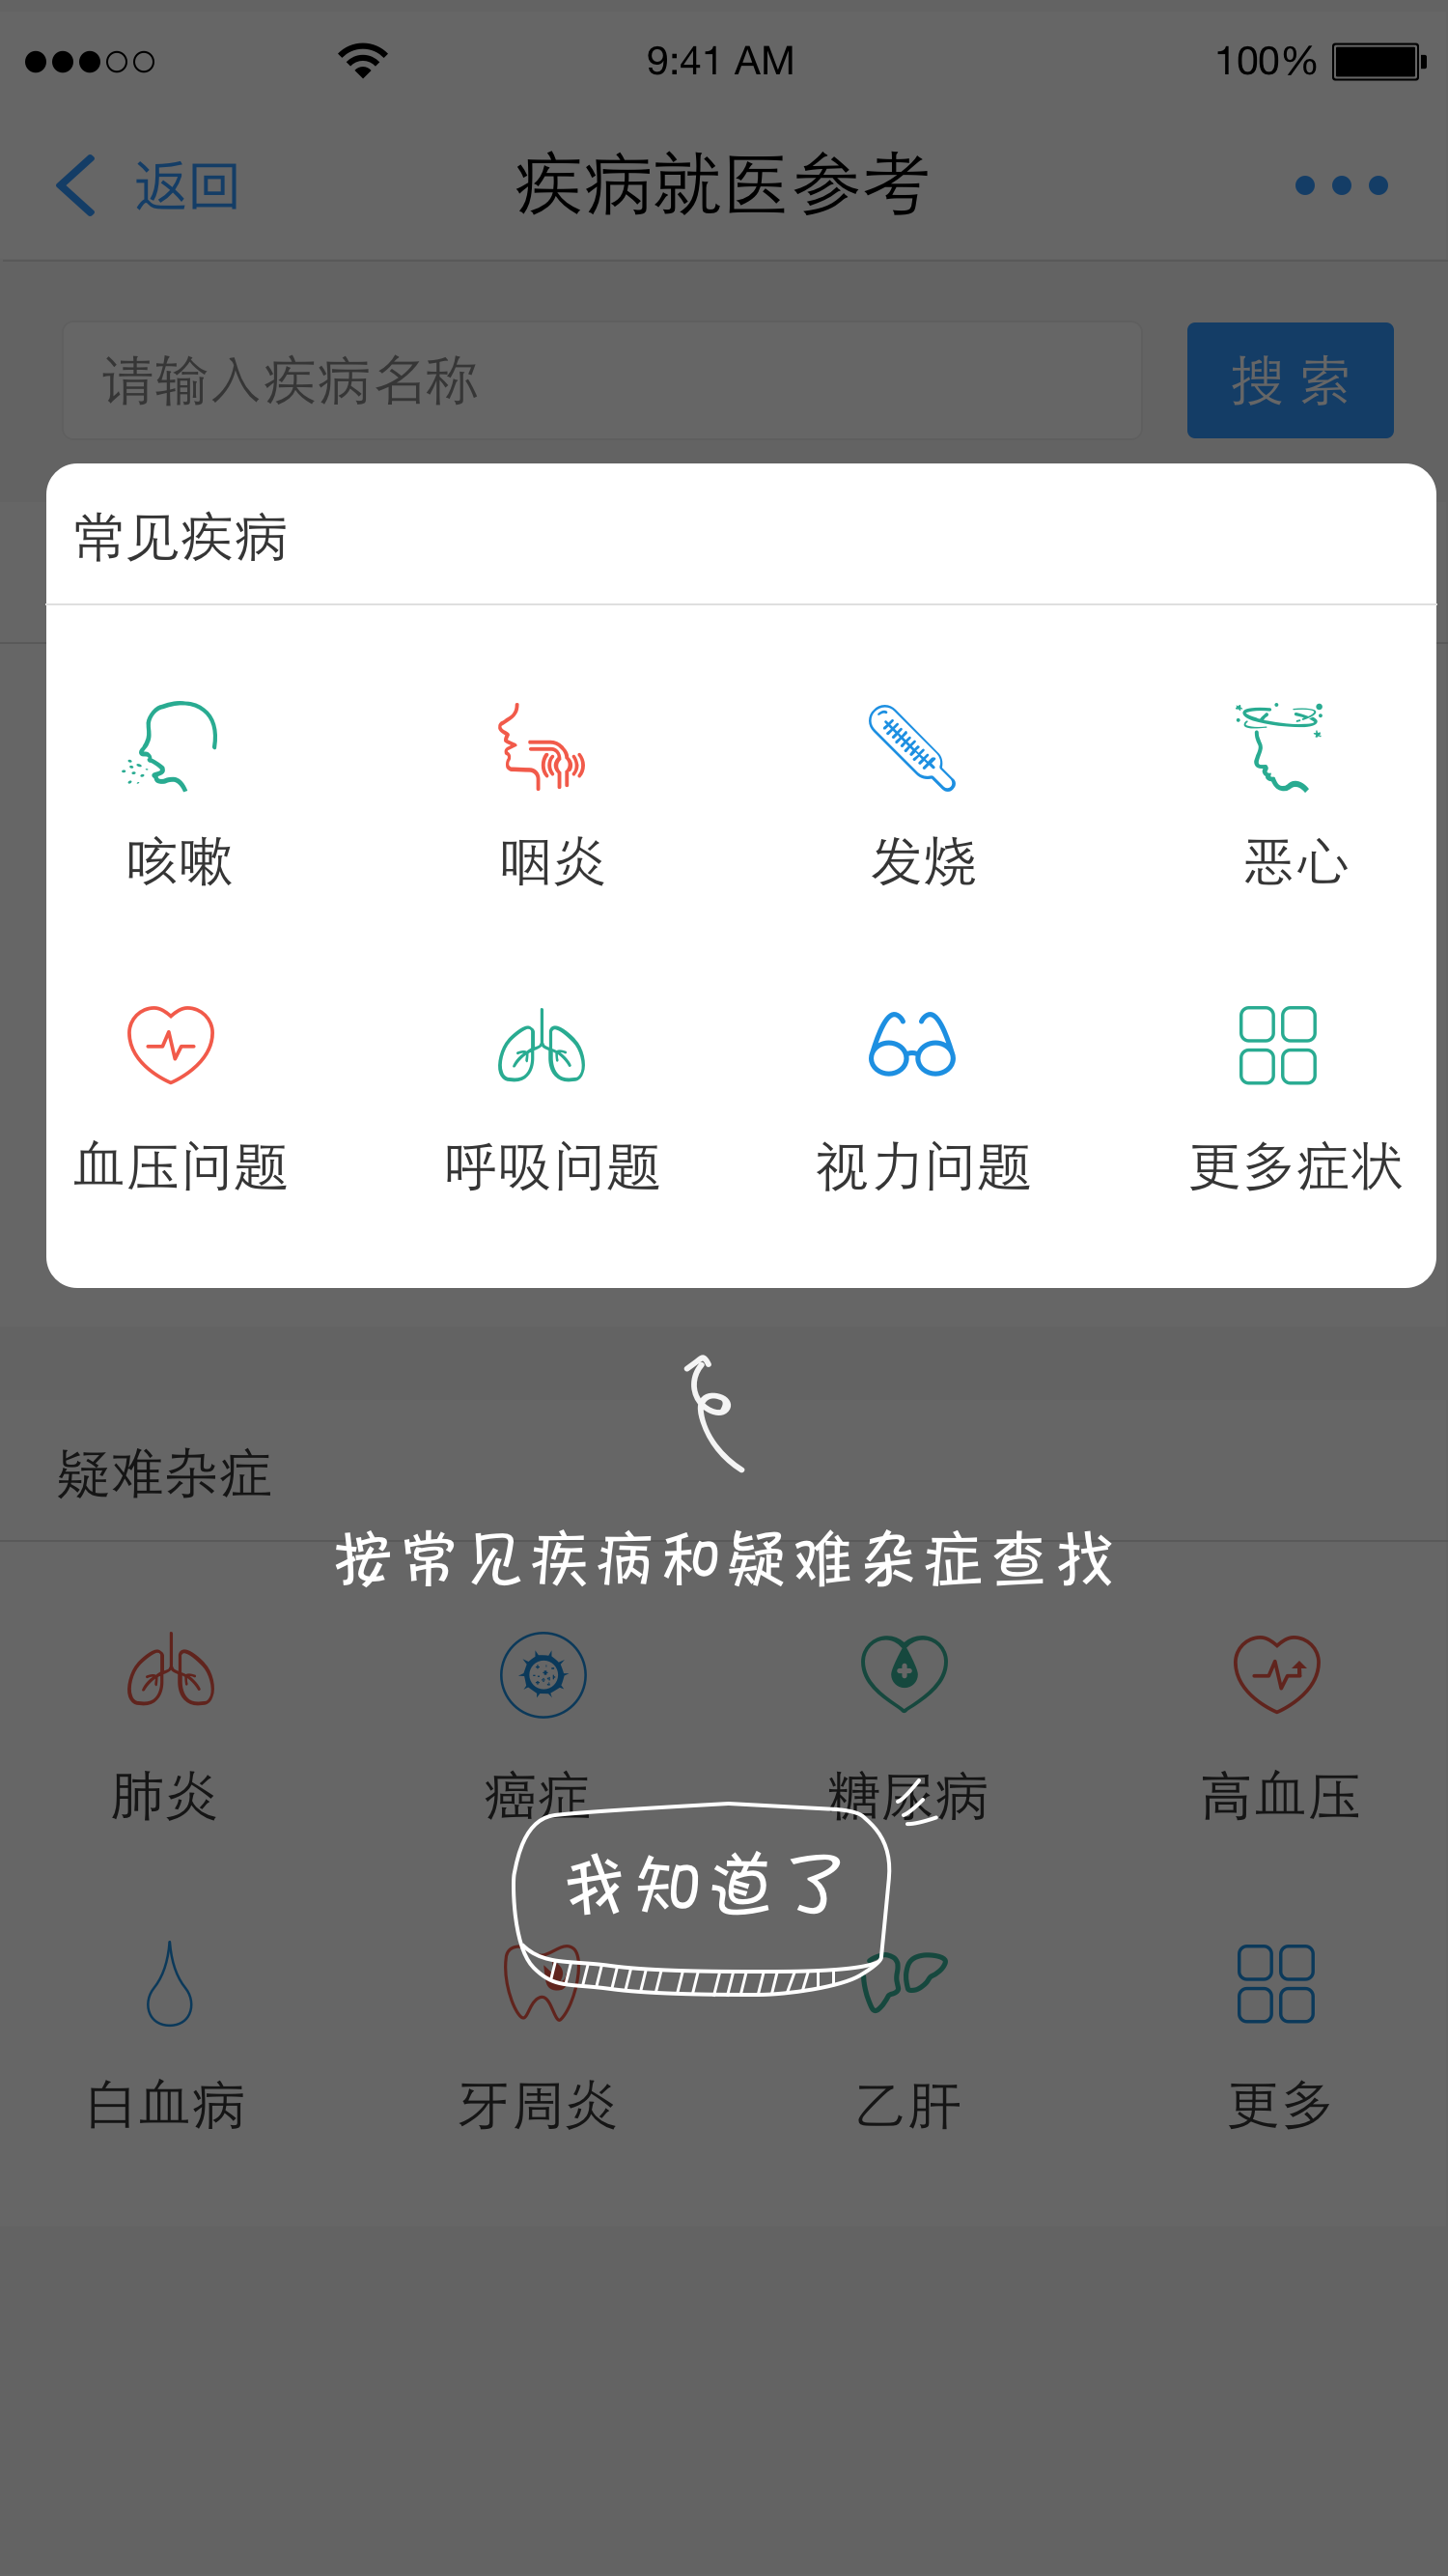 9:41 AM 100%
返回 疾病就医参考
请输入疾病名称 搜 索
常见疾病
咳嗽 咽炎 发烧 恶心
血压问题 呼吸问题 视力问题 更多症状
疑难杂症
按常见疾病和疑难杂症查找
肺炎 癌症 糖尿病 高血压
我知道了
白血病 牙周炎 乙肝 更多